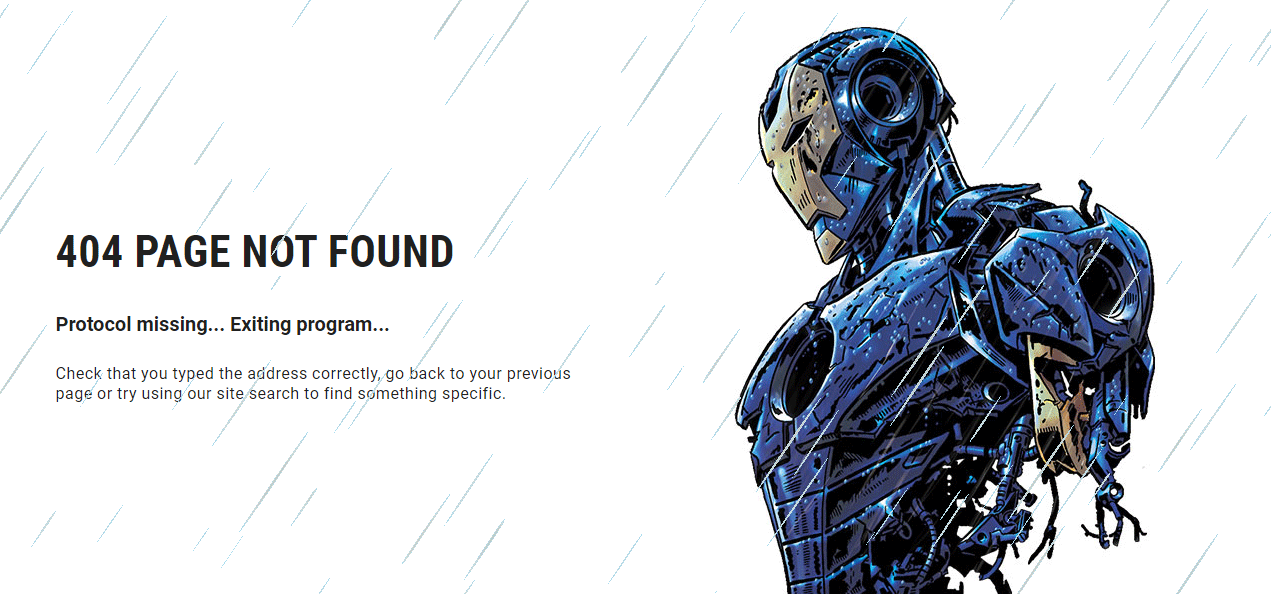 404 PAGE NOT FOUND
Protocol missing... Exiting program...
Check that you typed the address correctly, go back to your previous
page or try using our site search to find something specific.